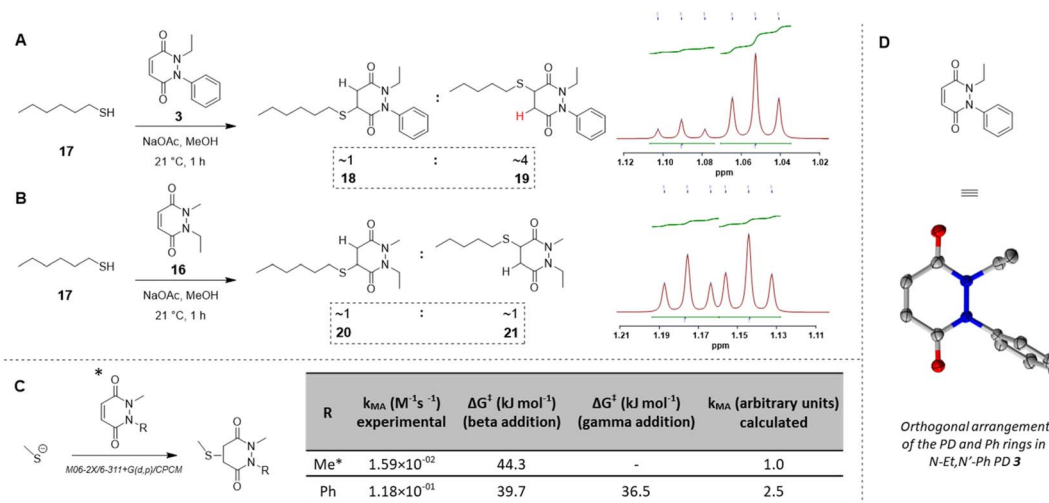 A
N
N
O
O
3
SH
17
NaOAc, MeOH
21 °C, 1 h
H
S
O
O
N
N
:
S
H
O
O
N
N
~1 : ~4
18 19
1.12 1.10 1.08 1.06 1.04 1.02
ppm
B
O
O
N
N
16
SH
17
NaOAc, MeOH
21 °C, 1 h
H
S
O
O
N
N
:
S
H
O
O
N
N
~1 : ~1
20 21
1.21 1.19 1.17 1.15 1.13 1.11
ppm
C
*
O
O
N
N
R
S
⊖
M06-2X/6-311+G(d,p)/CPCM
S
O
O
N
N
R
R kMA (M-1s -1) experimental ΔG‡ (kJ mol-1) (beta addition) ΔG‡ (kJ mol-1) (gamma addition) kMA (arbitrary units) calculated
Me* 1.59×10-02 44.3 - 1.0
Ph 1.18×10-01 39.7 36.5 2.5
D
O
O
N
N
≡
Orthogonal arrangement
of the PD and Ph rings in
N-Et,N′-Ph PD 3